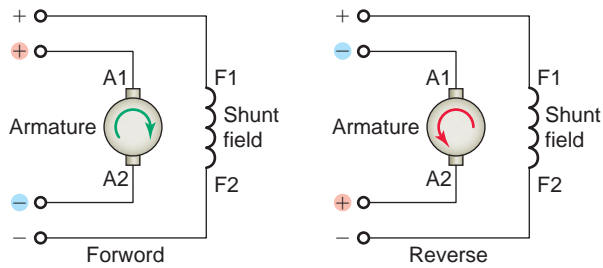 + +
+ −
A1 F1 A1 F1
Armature Shunt field Armature Shunt field
A2 F2 A2 F2
− +
− −
Forword Reverse